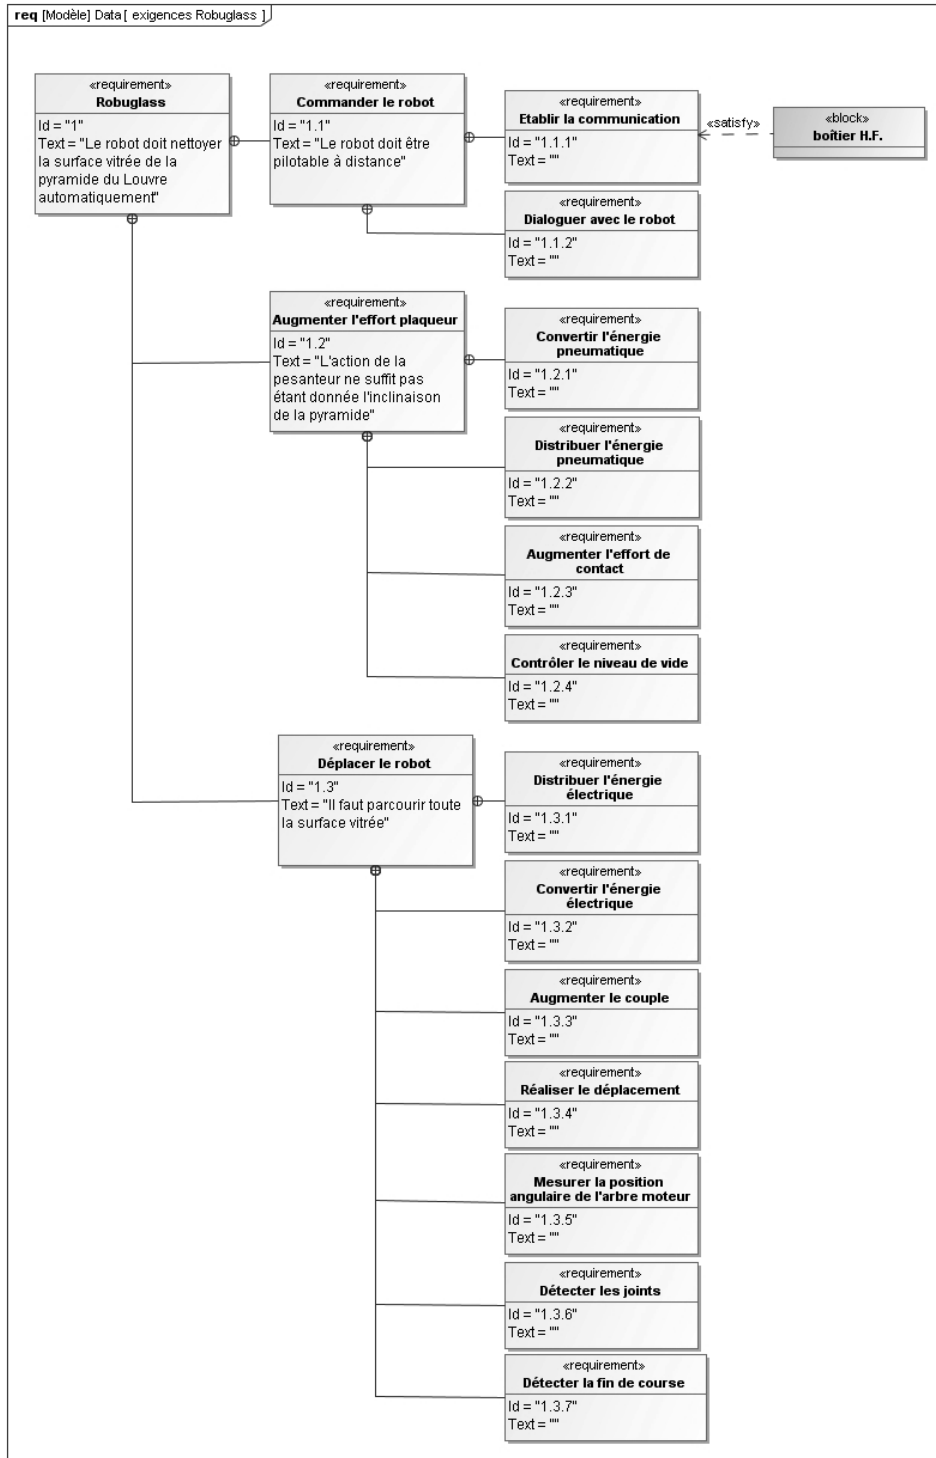 req [Modèle] Data [ exigences Robuglass ]
«requirement»
Robuglass
Id = "1"
Text = "Le robot doit nettoyer
la surface vitrée de la
pyramide du Louvre
automatiquement"
«requirement»
Commander le robot
Id = "1.1"
Text = "Le robot doit être
pilotable à distance"
«requirement»
Etablir la communication
Id = "1.1.1"
Text = ""
«satisfy»
«block»
boîtier H.F.
«requirement»
Dialoguer avec le robot
Id = "1.1.2"
Text = ""
«requirement»
Augmenter l'effort plaqueur
Id = "1.2"
Text = "L'action de la
pesanteur ne suffit pas
étant donnée l'inclinaison
de la pyramide"
«requirement»
Convertir l'énergie
pneumatique
Id = "1.2.1"
Text = ""
«requirement»
Distribuer l'énergie
pneumatique
Id = "1.2.2"
Text = ""
«requirement»
Augmenter l'effort de
contact
Id = "1.2.3"
Text = ""
«requirement»
Contrôler le niveau de vide
Id = "1.2.4"
Text = ""
«requirement»
Déplacer le robot
Id = "1.3"
Text = "Il faut parcourir toute
la surface vitrée"
«requirement»
Distribuer l'énergie
électrique
Id = "1.3.1"
Text = ""
«requirement»
Convertir l'énergie
électrique
Id = "1.3.2"
Text = ""
«requirement»
Augmenter le couple
Id = "1.3.3"
Text = ""
«requirement»
Réaliser le déplacement
Id = "1.3.4"
Text = ""
«requirement»
Mesurer la position
angulaire de l'arbre moteur
Id = "1.3.5"
Text = ""
«requirement»
Détecter les joints
Id = "1.3.6"
Text = ""
«requirement»
Détecter la fin de course
Id = "1.3.7"
Text = ""